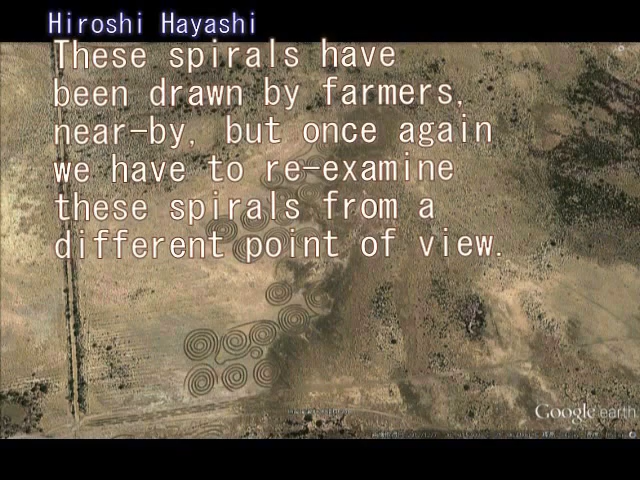 Hiroshi Hayashi
These spirals have
been drawn by farmers,
near-by, but once again
we have to re-examine
these spirals from a
different point of view.
Google earth